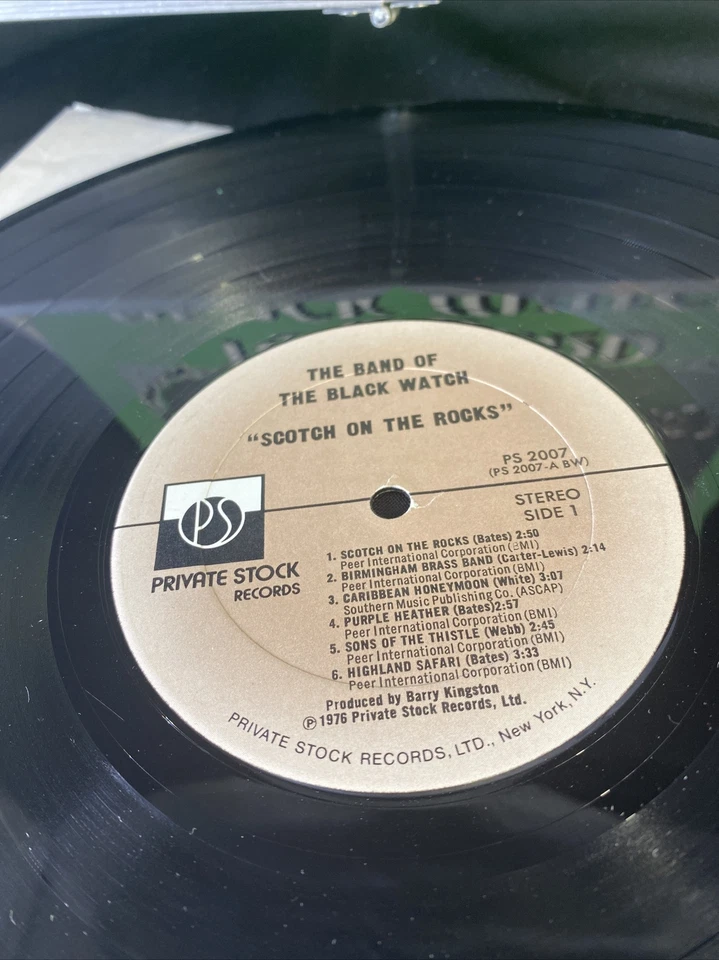 THE BAND OF
THE BLACK WATCH
"SCOTCH ON THE ROCKS"
PS 2007
(PS 2007-A BW)
STEREO
SIDE 1
PS
PRIVATE STOCK
RECORDS
1. SCOTCH ON THE ROCKS (Bates) 2:50
Peer International Corporation (BMI)
2. BIRMINGHAM BRASS BAND (Carter-Lewis) 2:14
Peer International Corporation (BMI)
3. CARIBBEAN HONEYMOON (White) 3:07
Southern Music Publishing Co. (ASCAP)
4. PURPLE HEATHER (Bates)2:57
Peer International Corporation (BMI)
5. SONS OF THE THISTLE (Webb) 2:45
Peer International Corporation (BMI)
6. HIGHLAND SAFARI (Bates) 3:33
Peer International Corporation (BMI)
Produced by Barry Kingston
℗1976 Private Stock Records, Ltd.
PRIVATE STOCK RECORDS, LTD., New York, N.Y.